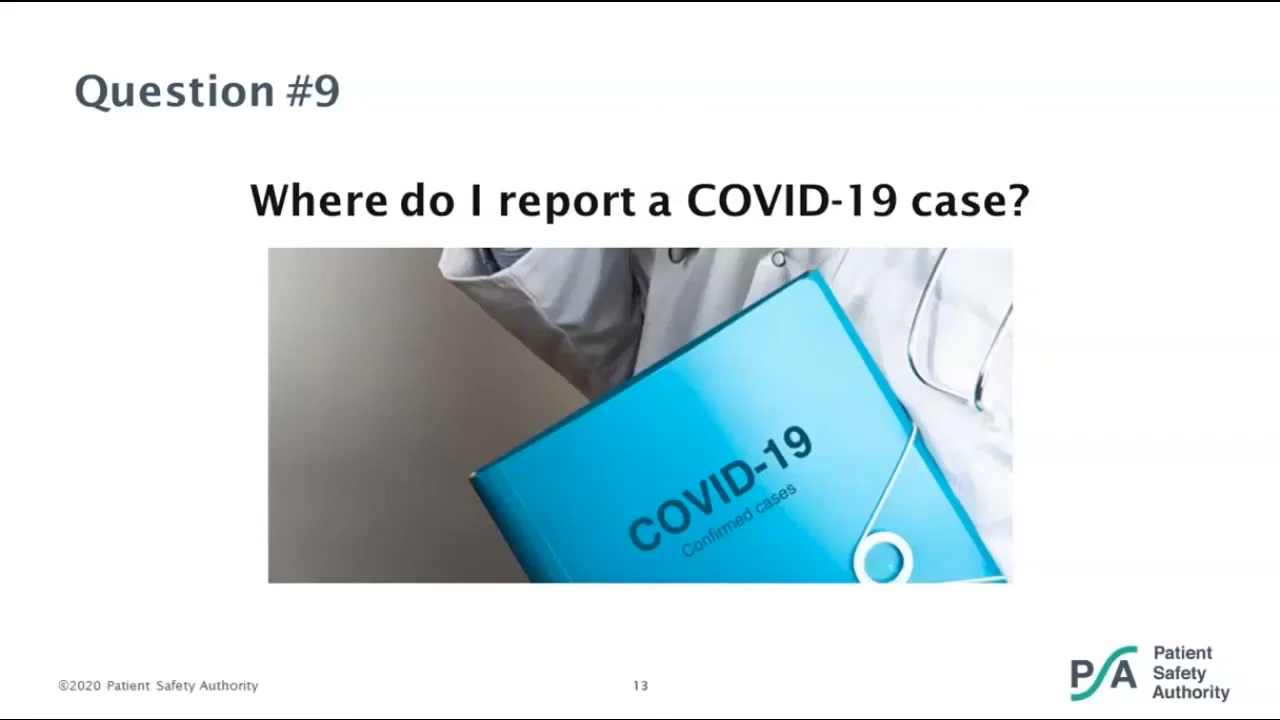 Question #9
Where do I report a COVID-19 case?
COVID-19
Confirmed cases
©2020 Patient Safety Authority
13
PSA
Patient
Safety
Authority